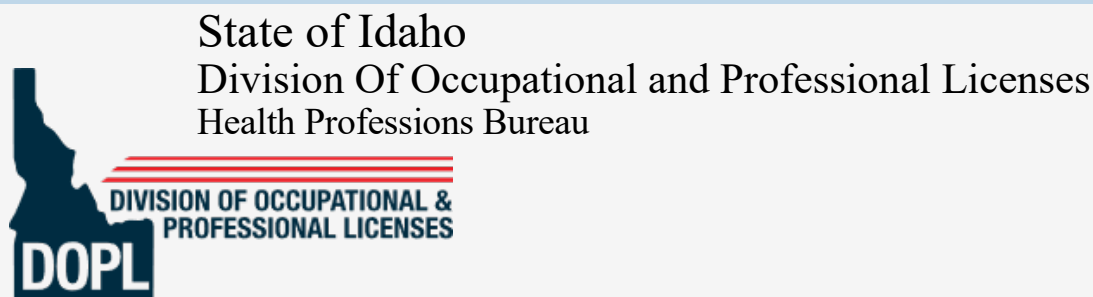 State of Idaho
Division Of Occupational and Professional Licenses
Health Professions Bureau
DIVISION OF OCCUPATIONAL &
PROFESSIONAL LICENSES
DOPL